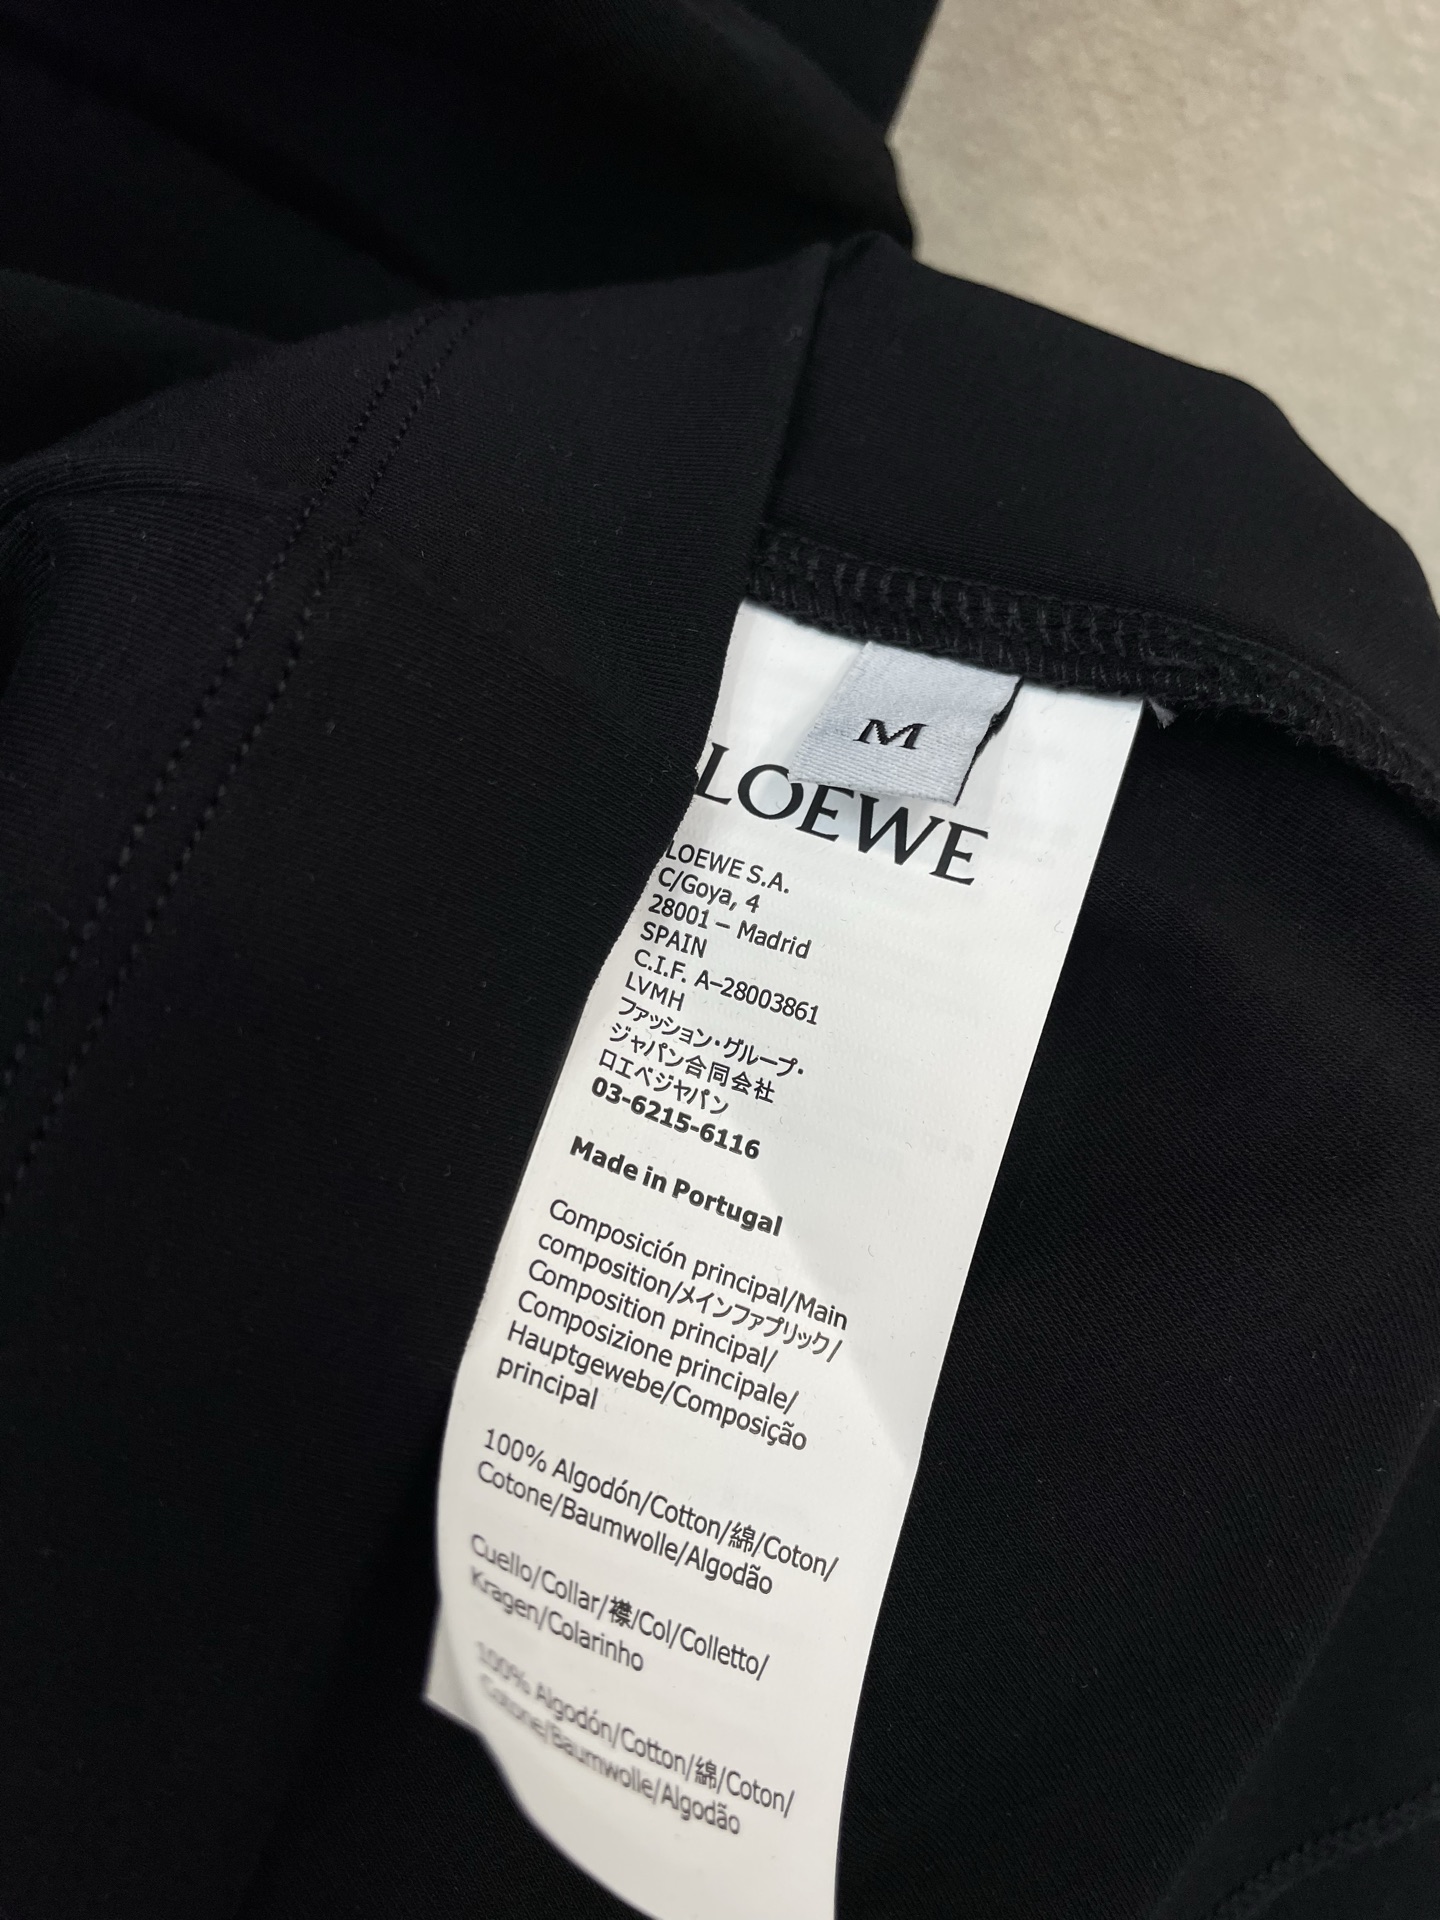 M
LOEWE
LOEWE S.A.
C/Goya, 4
28001 – Madrid
SPAIN
C.I.F. A–28003861
LVMH
ファッション・グループ・
ジャパン合同会社
ロエベジャパン
03-6215-6116
Made in Portugal
Composición principal/Main
composition/メインファブリック/
Composition principal/
Composizione principale/
Hauptgewebe/Composição
principal
100% Algodón/Cotton/綿/Coton/
Cotone/Baumwolle/Algodão
Cuello/Collar/襟/Col/Colletto/
Kragen/Colarinho
100% Algodón/Cotton/綿/Coton/
Cotone/Baumwolle/Algodão